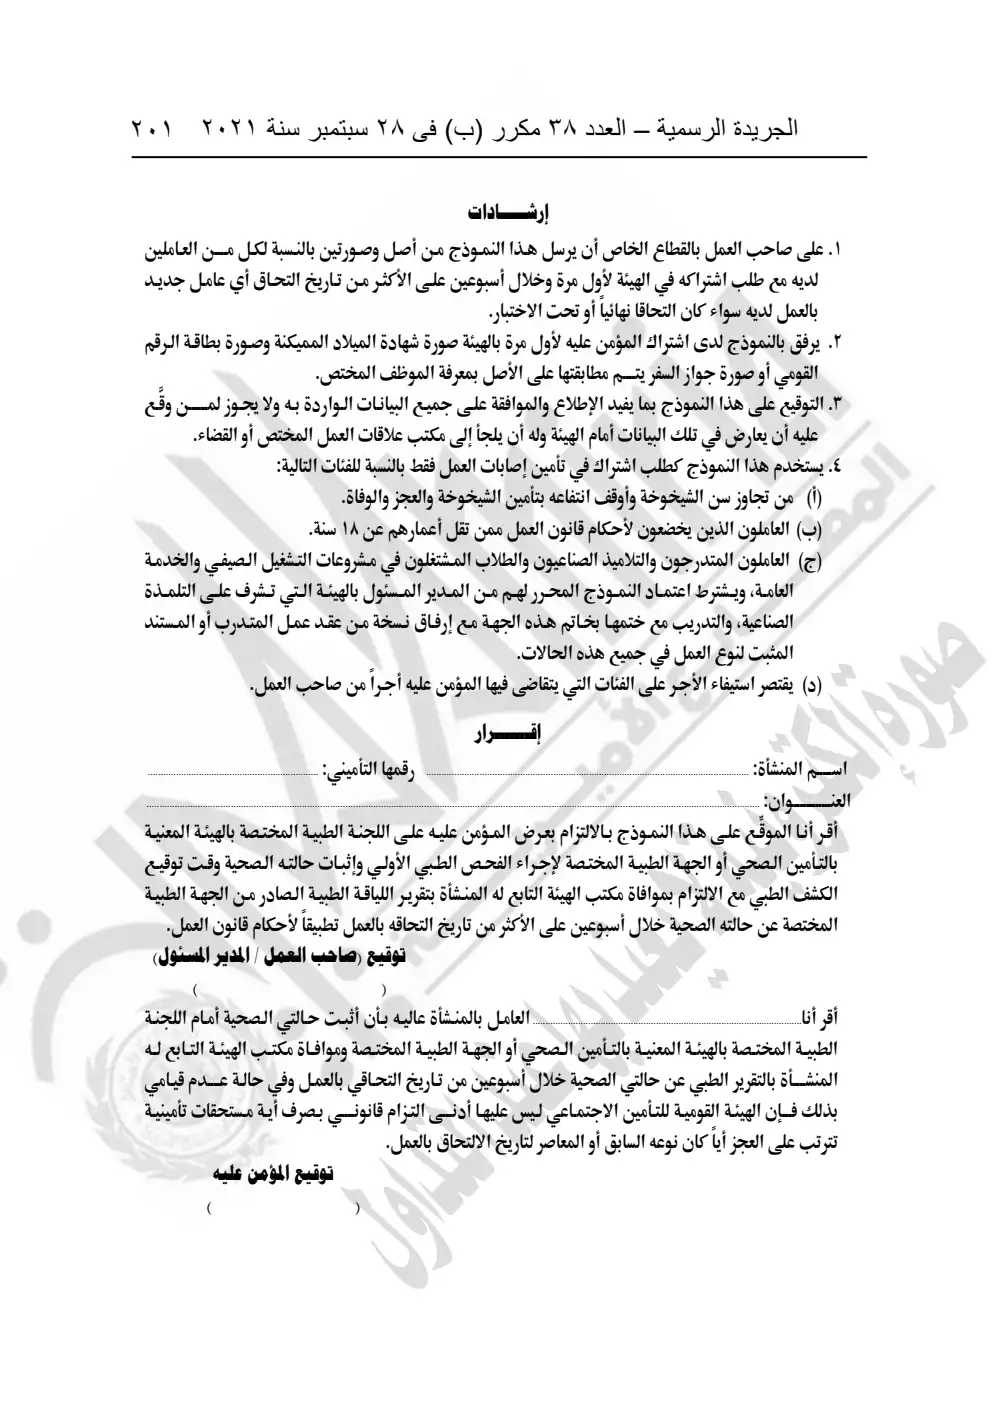 الجريدة الرسمية – العدد ٣٨ مكرر (ب) فى ٢٨ سبتمبر سنة ٢٠٢١ ٢٠١
إرشــــادات
١. على صاحب العمل بالقطاع الخاص أن يرسل هذا النموذج من أصل وصورتين بالنسبة لكل مــن العاملين
لديه مع طلب اشتراكه في الهيئة لأول مرة وخلال أسبوعين على الأكثر من تاريخ التحاق أي عامل جديد
بالعمل لديه سواء كان التحاقا نهائياً أو تحت الاختبار.
٢. يرفق بالنموذج لدى اشتراك المؤمن عليه لأول مرة بالهيئة صورة شهادة الميلاد المميكنة وصورة بطاقة الرقم
القومي أو صورة جواز السفر يتــم مطابقتها على الأصل بمعرفة الموظف المختص.
٣. التوقيع على هذا النموذج بما يفيد الإطلاع والموافقة على جميع البيانات الواردة به ولا يجوز لمـــن وقَّع
عليه أن يعارض في تلك البيانات أمام الهيئة وله أن يلجأ إلى مكتب علاقات العمل المختص أو القضاء.
٤. يستخدم هذا النموذج كطلب اشتراك في تأمين إصابات العمل فقط بالنسبة للفئات التالية:
(أ) من تجاوز سن الشيخوخة وأوقف انتفاعه بتأمين الشيخوخة والعجز والوفاة.
(ب) العاملون الذين يخضعون لأحكام قانون العمل ممن تقل أعمارهم عن ١٨ سنة.
(ج) العاملون المتدرجون والتلاميذ الصناعيون والطلاب المشتغلون في مشروعات التشغيل الصيفي والخدمة
العامة، ويشترط اعتماد النموذج المحرر لهم من المدير المسئول بالهيئة التي تشرف على التلمذة
الصناعية، والتدريب مع ختمها بخاتم هذه الجهة مع إرفاق نسخة من عقد عمل المتدرب أو المستند
المثبت لنوع العمل في جميع هذه الحالات.
(د) يقتصر استيفاء الأجر على الفئات التي يتقاضى فيها المؤمن عليه أجراً من صاحب العمل.
إقــــرار
اســم المنشأة: ........................ رقمها التأميني: ........................
العنــــوان: ........................
أقر أنا الموقِّع على هذا النموذج بالالتزام بعرض المؤمن عليه على اللجنة الطبية المختصة بالهيئة المعنية
بالتأمين الصحي أو الجهة الطبية المختصة لإجراء الفحص الطبي الأولي وإثبات حالته الصحية وقت توقيع
الكشف الطبي مع الالتزام بموافاة مكتب الهيئة التابع له المنشأة بتقرير اللياقة الطبية الصادر من الجهة الطبية
المختصة عن حالته الصحية خلال أسبوعين على الأكثر من تاريخ التحاقه بالعمل تطبيقاً لأحكام قانون العمل.
توقيع (صاحب العمل / المدير المسئول)
( )
أقر أنا........................ العامل بالمنشأة عاليه بأن أثبت حالتي الصحية أمام اللجنة
الطبية المختصة بالهيئة المعنية بالتأمين الصحي أو الجهة الطبية المختصة وموافاة مكتب الهيئة التابع له
المنشــأة بالتقرير الطبي عن حالتي الصحية خلال أسبوعين من تاريخ التحاقي بالعمل وفي حالة عــدم قيامي
بذلك فــإن الهيئة القومية للتأمين الاجتماعي ليس عليها أدنــى التزام قانونــي بصرف أية مستحقات تأمينية
تترتب على العجز أياً كان نوعه السابق أو المعاصر لتاريخ الالتحاق بالعمل.
توقيع المؤمن عليه
( )
صورة إلكترونية لا يعتد بها عند التداول